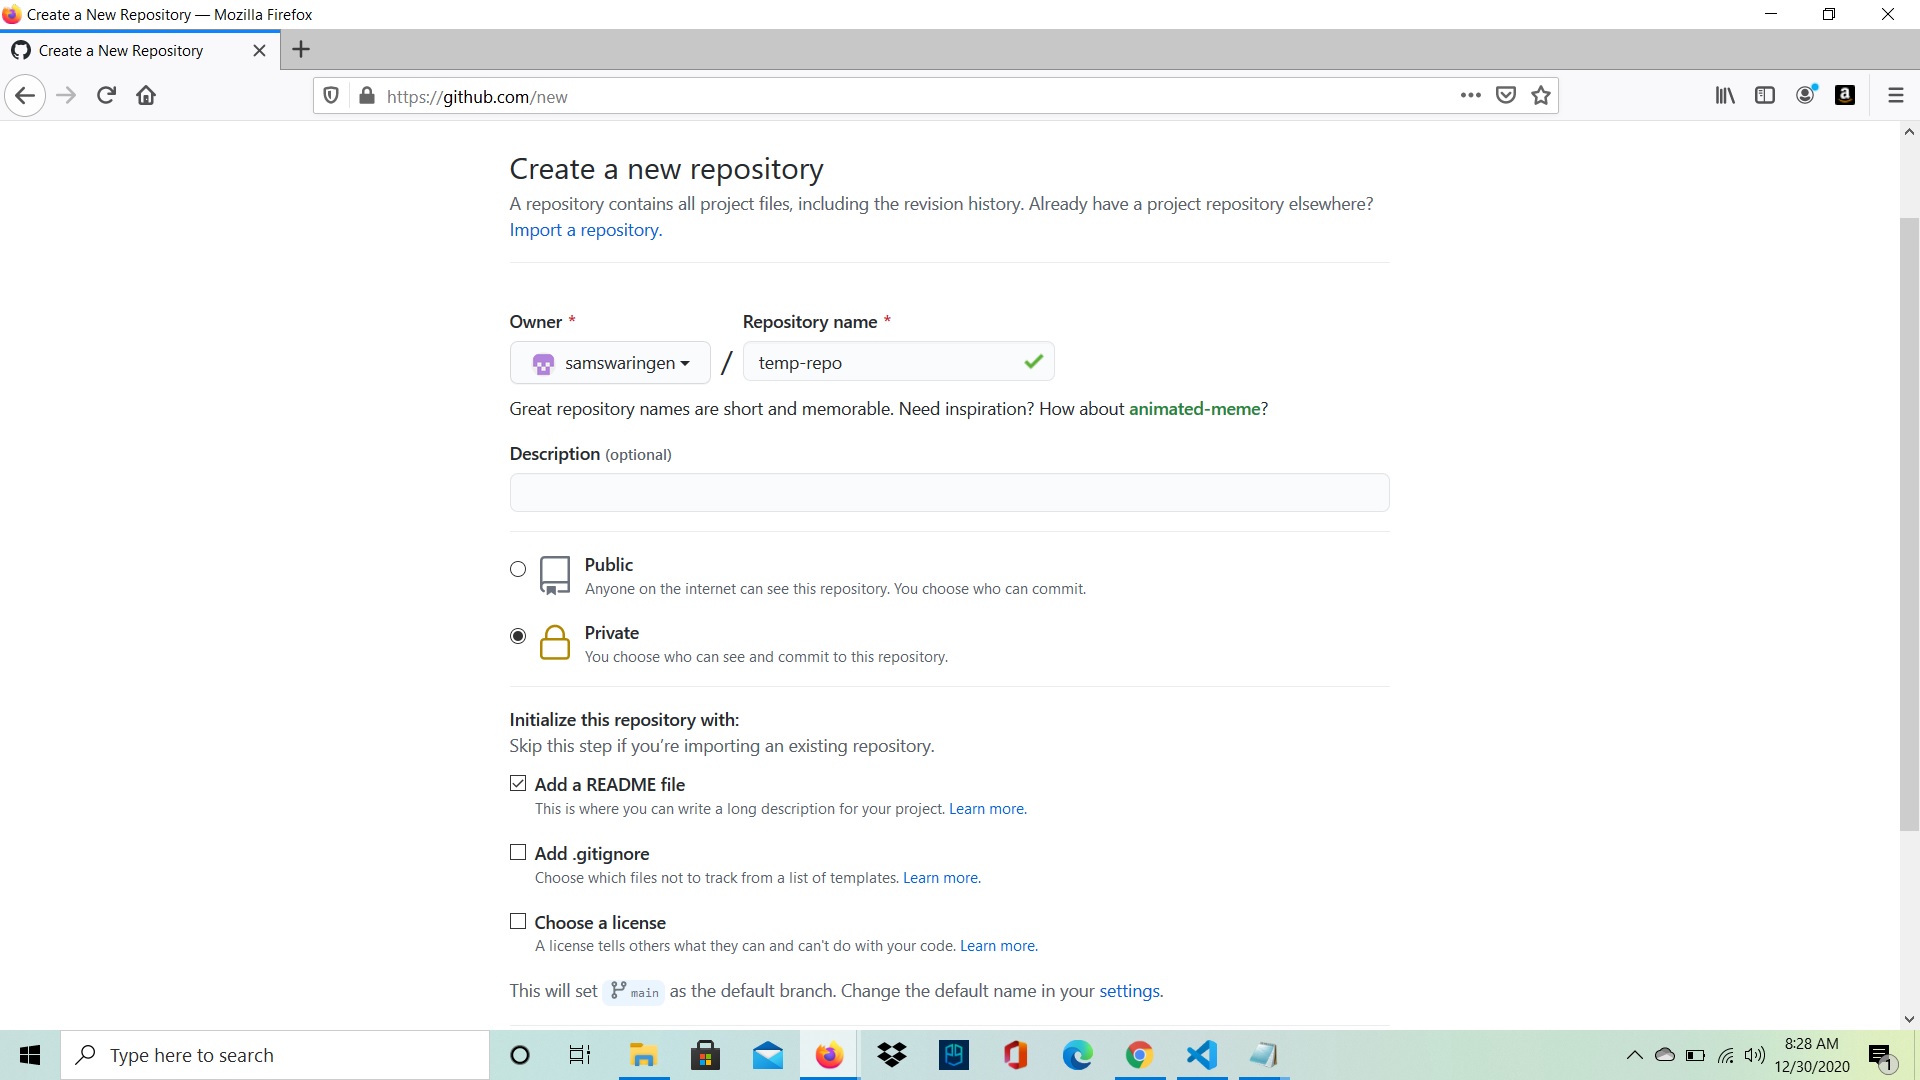 Create a New Repository — Mozilla Firefox
Create a New Repository
https://github.com/new
Create a new repository
A repository contains all project files, including the revision history. Already have a project repository elsewhere?
Import a repository.
Owner *
Repository name *
samswaringen
/
temp-repo
Great repository names are short and memorable. Need inspiration? How about animated-meme?
Description (optional)
Public
Anyone on the internet can see this repository. You choose who can commit.
Private
You choose who can see and commit to this repository.
Initialize this repository with:
Skip this step if you’re importing an existing repository.
Add a README file
This is where you can write a long description for your project. Learn more.
Add .gitignore
Choose which files not to track from a list of templates. Learn more.
Choose a license
A license tells others what they can and can't do with your code. Learn more.
This will set main as the default branch. Change the default name in your settings.
Type here to search
8:28 AM
12/30/2020
1